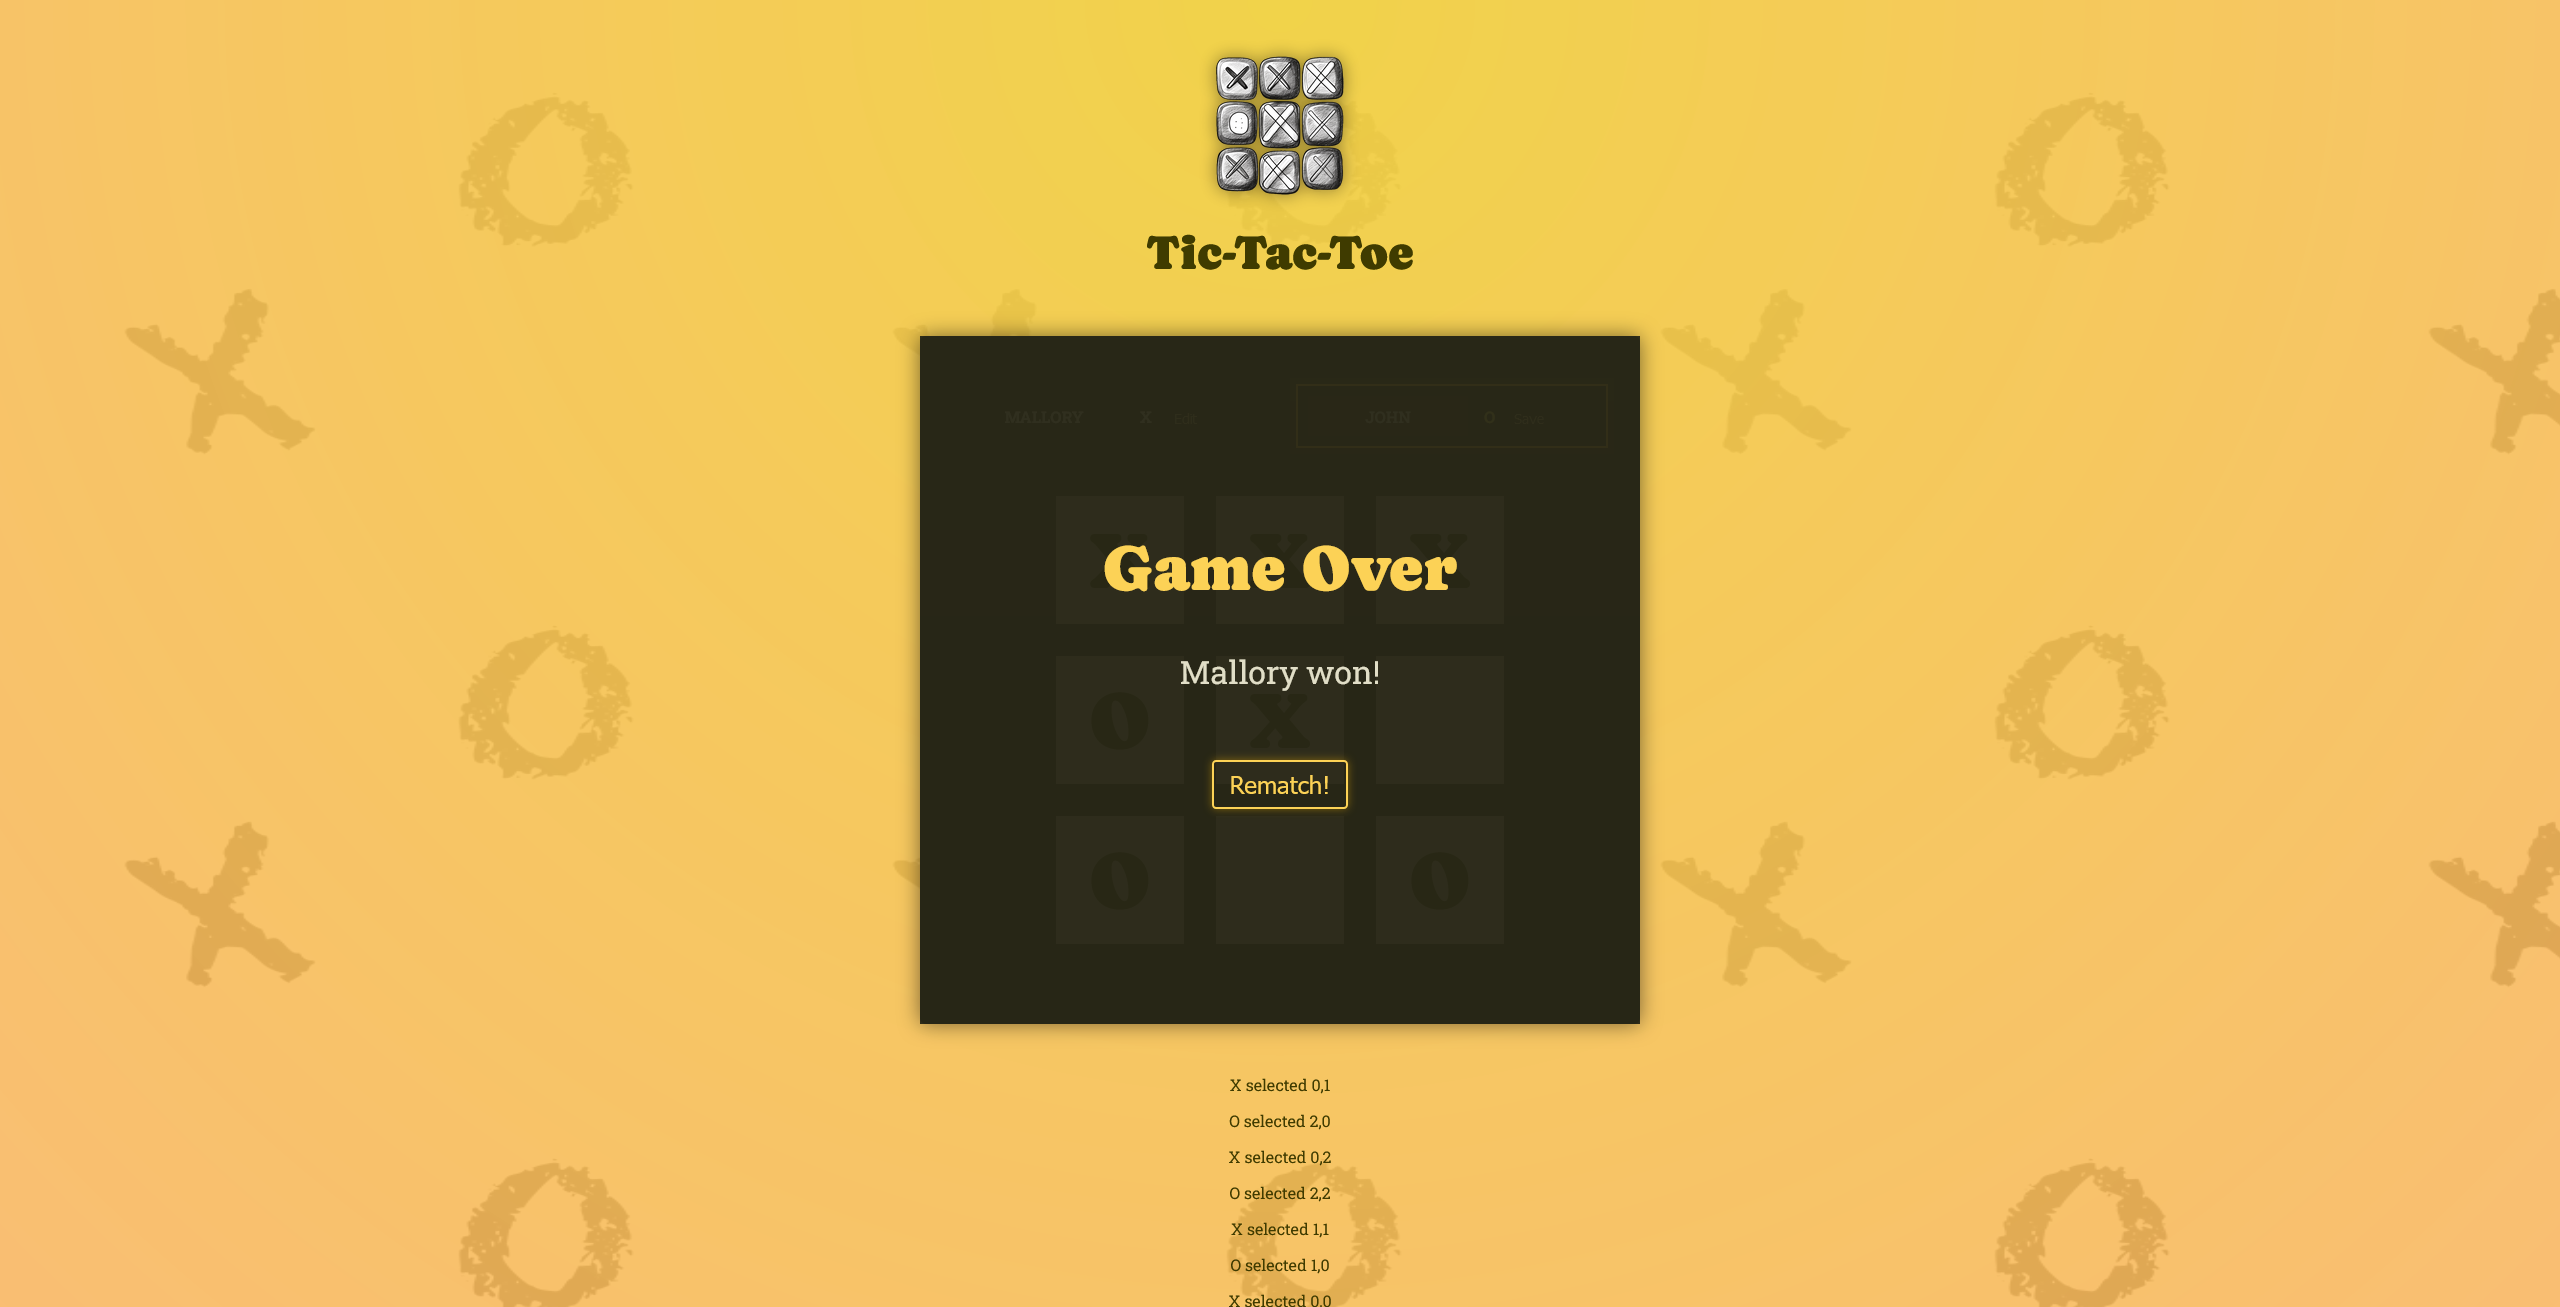 Tic-Tac-Toe
MALLORY X Edit JOHN O Save
X X X
Game Over
Mallory won!
O X
Rematch!
O O
X selected 0,1
O selected 2,0
X selected 0,2
O selected 2,2
X selected 1,1
O selected 1,0
X selected 0,0